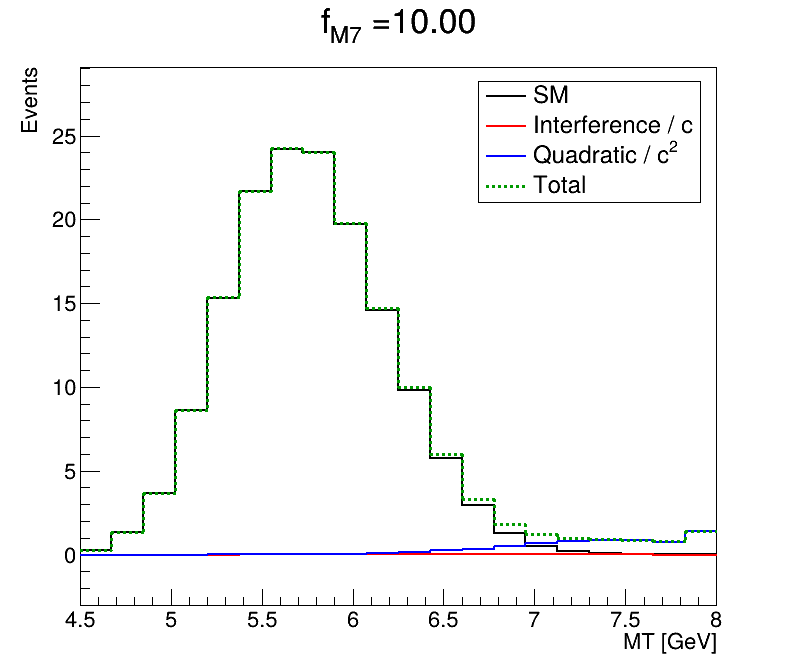 f_M7 =10.00
Events
SM
Interference / c
Quadratic / c²
Total
25
20
15
10
5
0
4.5 5 5.5 6 6.5 7 7.5 8
MT [GeV]